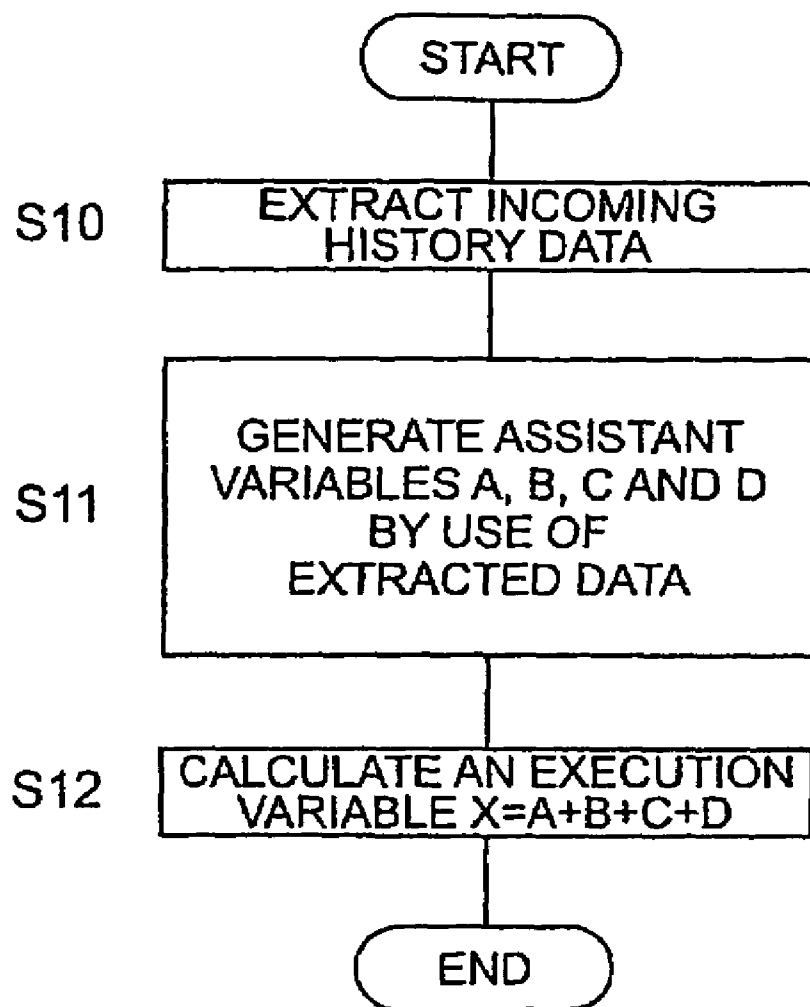 START
S10
EXTRACT INCOMING
HISTORY DATA
S11
GENERATE ASSISTANT
VARIABLES A, B, C AND D
BY USE OF
EXTRACTED DATA
S12
CALCULATE AN EXECUTION
VARIABLE X=A+B+C+D
END